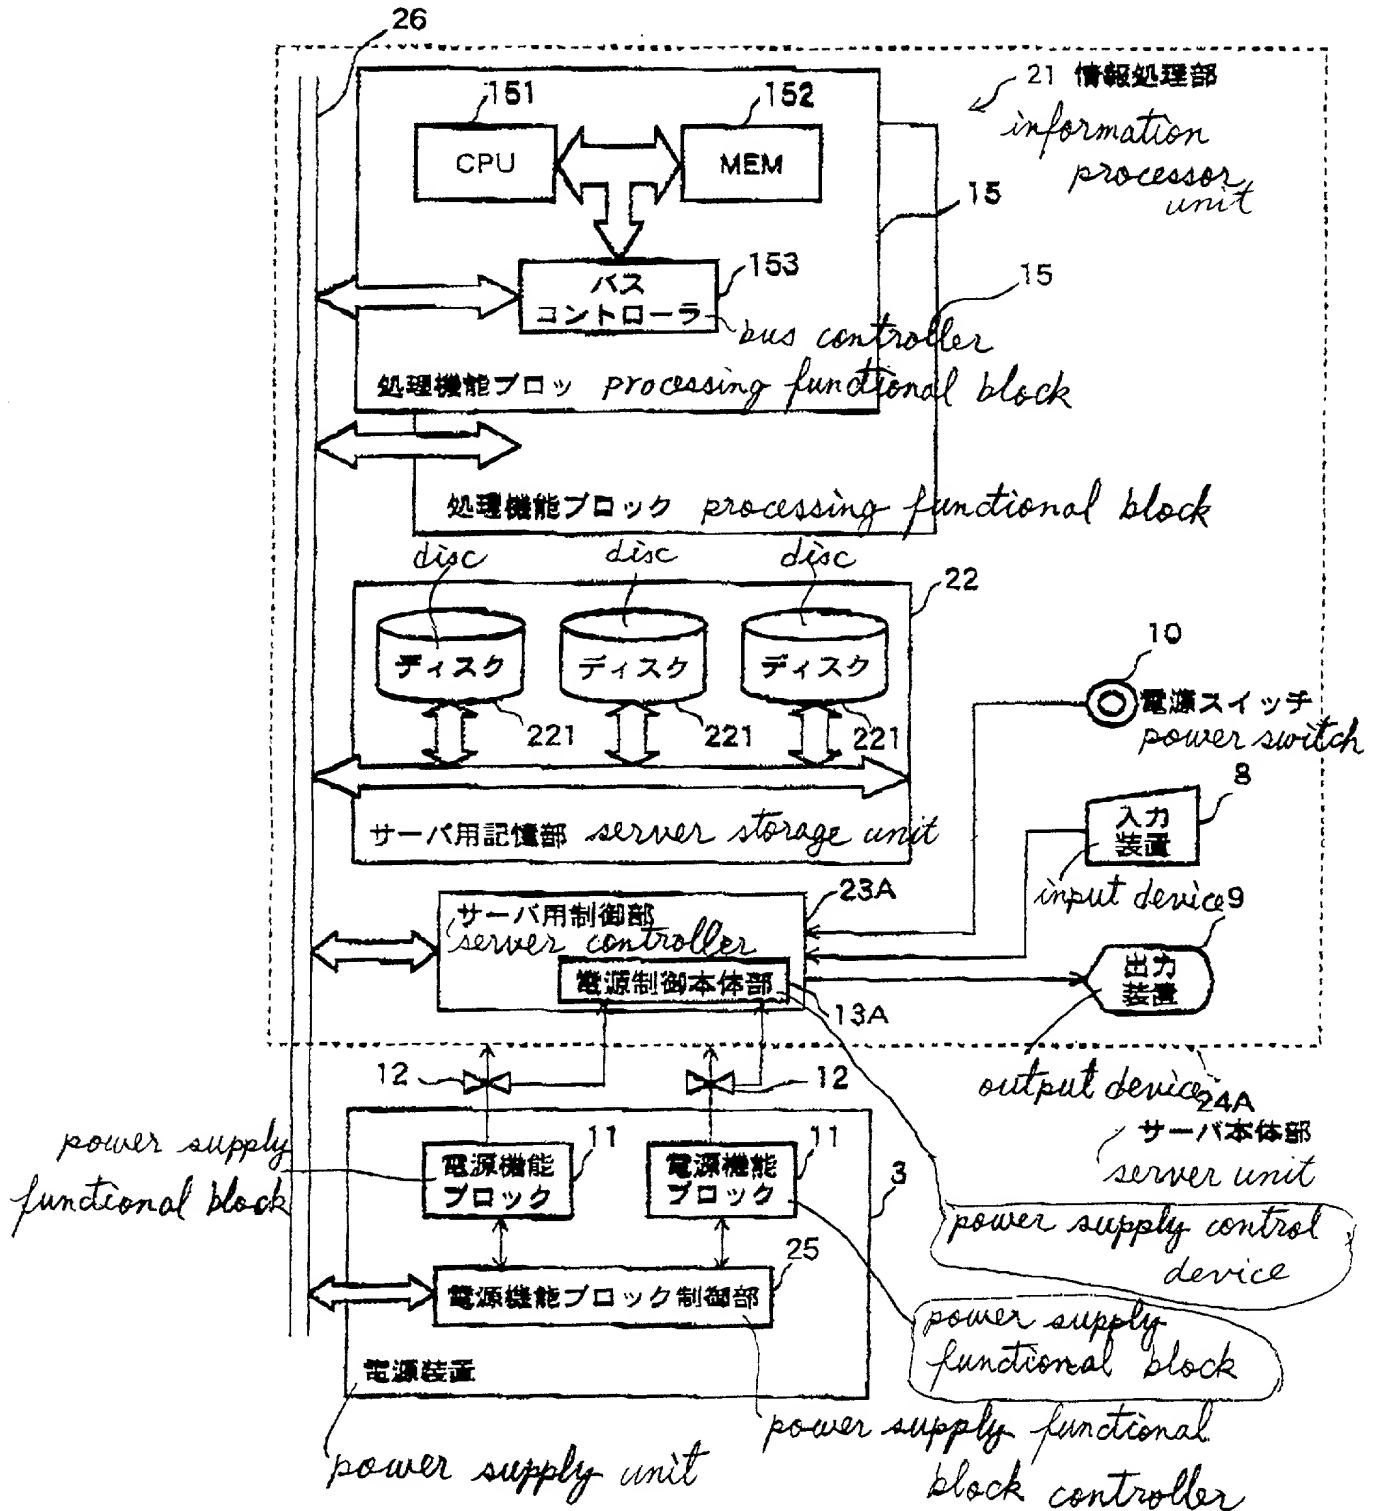 26
21 情報処理部
information
processor
unit
151
152
CPU
MEM
15
15
153
バス
コントローラ
bus controller
処理機能ブロッ processing functional block
処理機能ブロック processing functional block
disc
disc
disc
22
ディスク
ディスク
ディスク
221
221
221
サーバ用記憶部 server storage unit
10
電源スイッチ
power switch
8
入力
装置
input device
23A
サーバ用制御部
server controller
電源制御本体部
13A
9
出力
装置
output device
12
12
24A
サーバ本体部
server unit
power supply
functional block
11
電源機能
ブロック
11
電源機能
ブロック
3
power supply control
device
25
電源機能ブロック制御部
power supply
functional block
電源装置
power supply functional
block controller
power supply unit